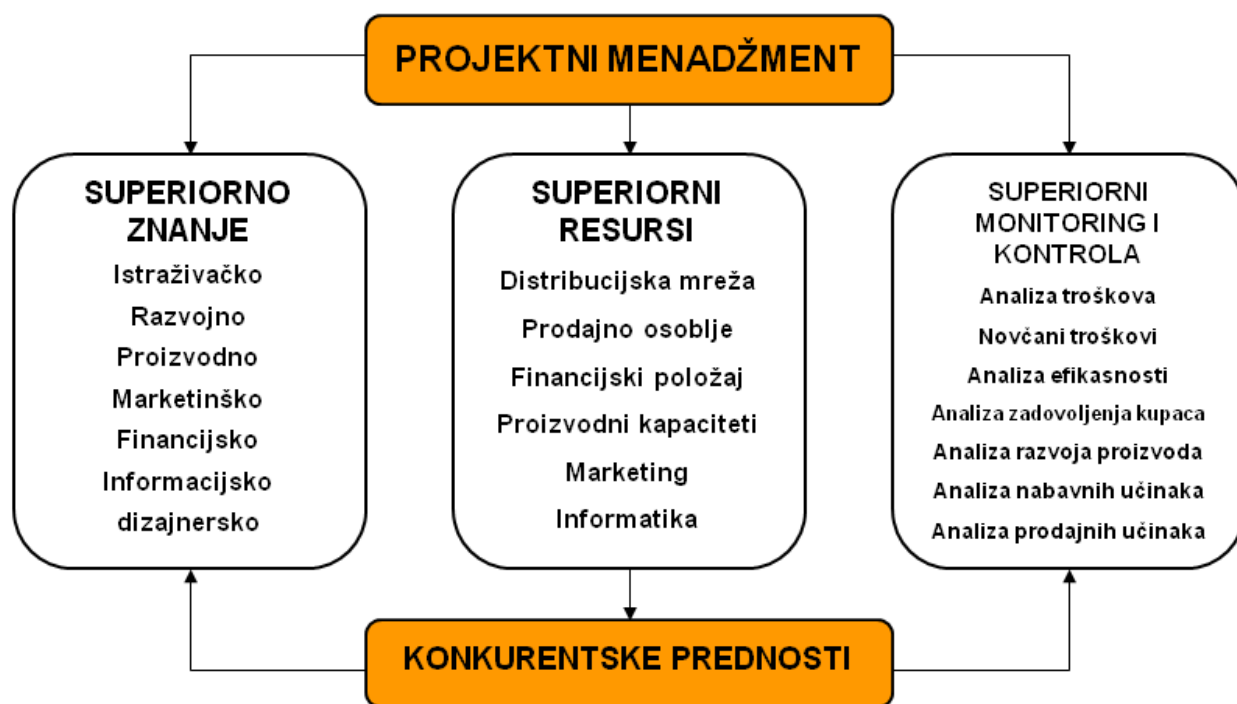 PROJEKTNI MENADŽMENT
SUPERIORNO
ZNANJE
Istraživačko
Razvojno
Proizvodno
Marketinško
Financijsko
Informacijsko
dizajnersko
SUPERIORNI
RESURSI
Distribucijska mreža
Prodajno osoblje
Financijski položaj
Proizvodni kapaciteti
Marketing
Informatika
SUPERIORNI
MONITORING I
KONTROLA
Analiza troškova
Novčani troškovi
Analiza efikasnosti
Analiza zadovoljenja kupaca
Analiza razvoja proizvoda
Analiza nabavnih učinaka
Analiza prodajnih učinaka
KONKURENTSKE PREDNOSTI